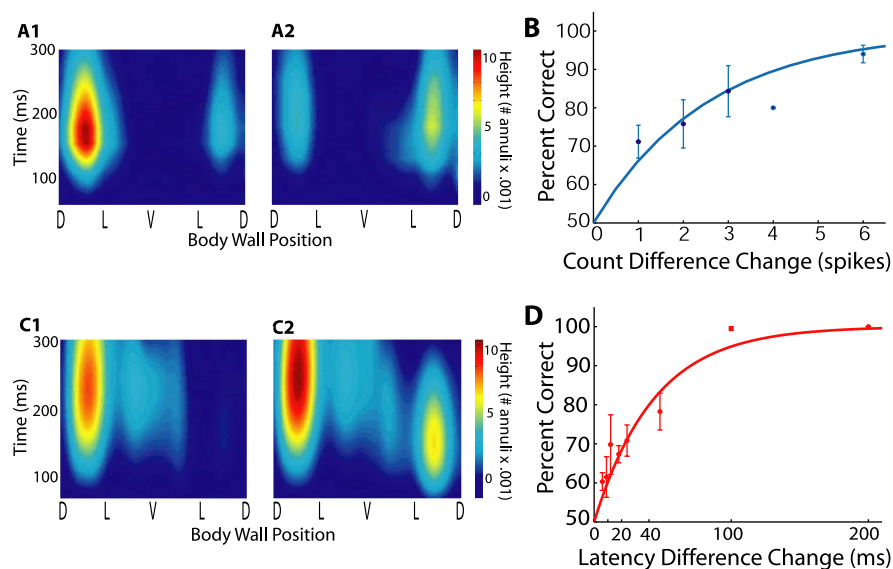 A1
A2
B
300
200
100
Time (ms)
D L V L D
D L V L D
Body Wall Position
10
5
0
Height (# annuli x .001)
100
90
80
70
60
50
Percent Correct
0 1 2 3 4 5 6
Count Difference Change (spikes)
C1
C2
D
300
200
100
Time (ms)
D L V L D
D L V L D
Body Wall Position
10
5
0
Height (# annuli x .001)
100
90
80
70
60
50
Percent Correct
0 20 40 100 200
Latency Difference Change (ms)